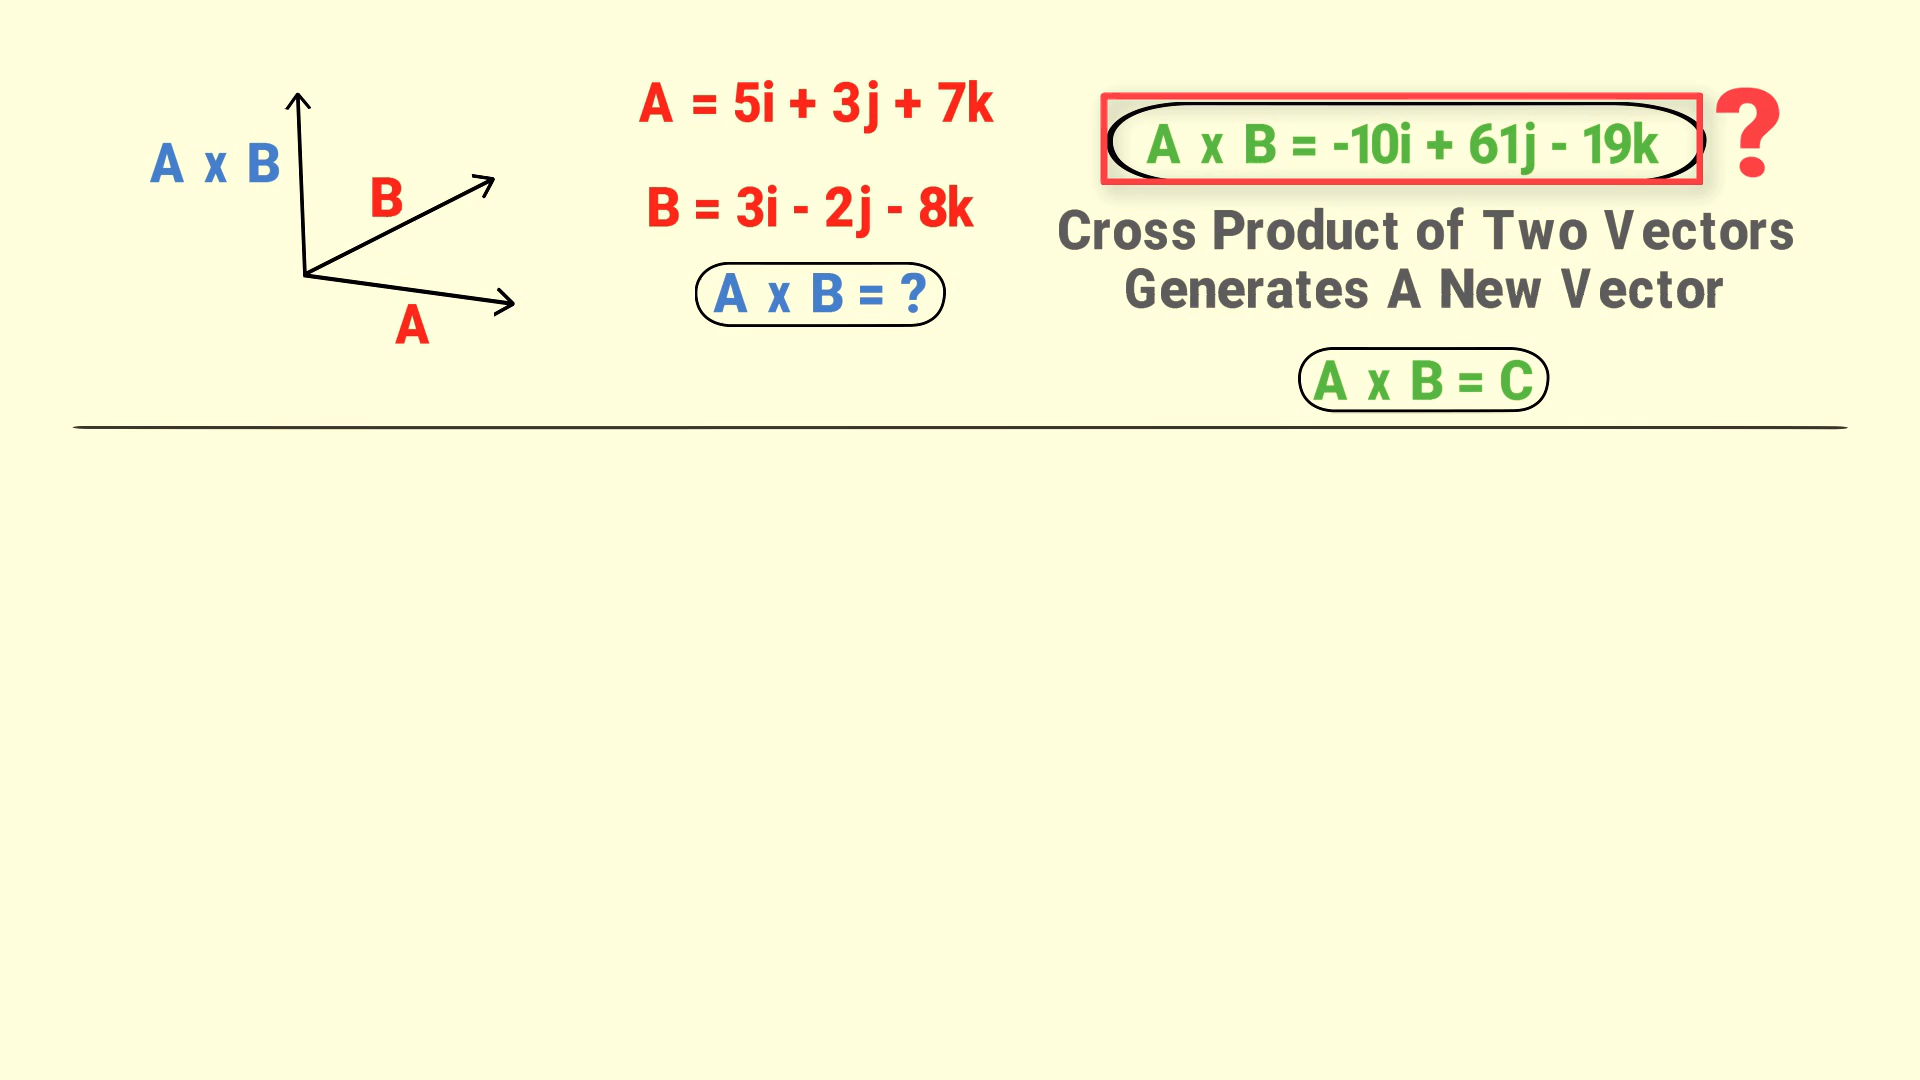 A x B
B
A
A = 5i + 3j + 7k
B = 3i - 2j - 8k
A x B = ?
A x B = -10i + 61j - 19k
?
Cross Product of Two Vectors
Generates A New Vector
A x B = C